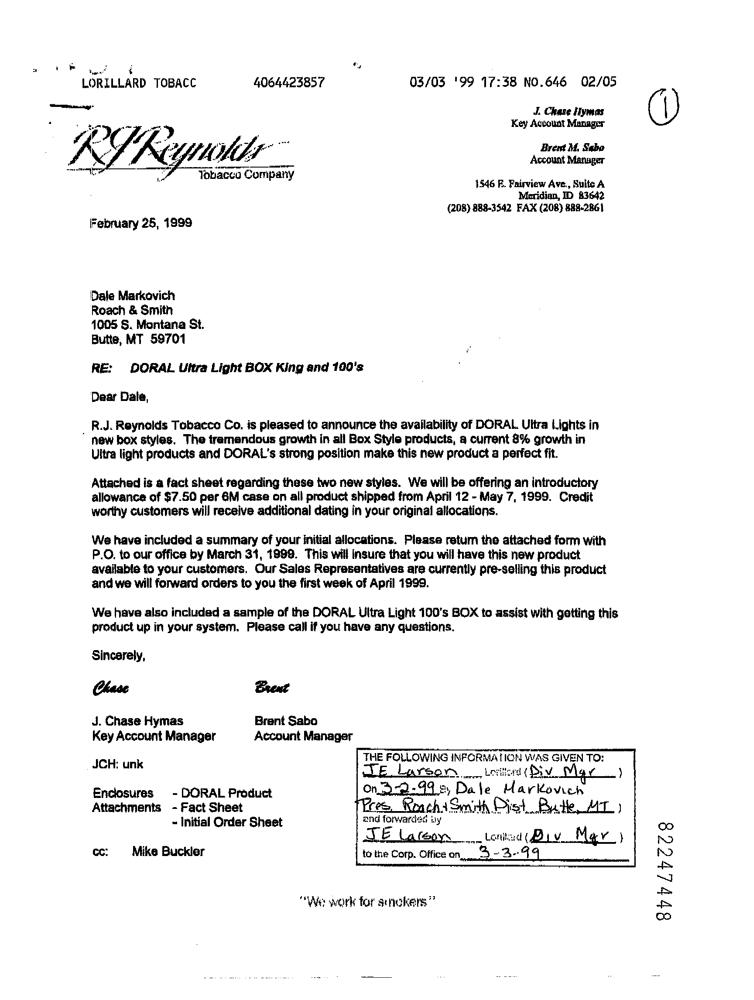 LORILLARD TOBACC 4064423857 03/03 '99 17:38 NO.646 02/05
1
J. Chase Hymas
Key Account Manager
RJReynolds
Tobacco Company
Brent M. Sabo
Account Manager
1546 E. Fairview Ave., Suite A
Meridian, ID 83642
(208) 888-3542 FAX (208) 888-2861
February 25, 1999
Dale Markovich
Roach & Smith
1005 S. Montana St.
Butte, MT 59701
RE: DORAL Ultra Light BOX King and 100's
Dear Dale,
R.J. Reynolds Tobacco Co. is pleased to announce the availability of DORAL Ultra Lights in
new box styles. The tremendous growth in all Box Style products, a current 8% growth in
Ultra light products and DORAL's strong position make this new product a perfect fit.
Attached is a fact sheet regarding these two new styles. We will be offering an introductory
allowance of $7.50 per 6M case on all product shipped from April 12 - May 7, 1999. Credit
worthy customers will receive additional dating in your original allocations.
We have included a summary of your initial allocations. Please return the attached form with
P.O. to our office by March 31, 1999. This will insure that you will have this new product
available to your customers. Our Sales Representatives are currently pre-selling this product
and we will forward orders to you the first week of April 1999.
We have also included a sample of the DORAL Ultra Light 100's BOX to assist with getting this
product up in your system. Please call if you have any questions.
Sincerely,
Chase Brent
J. Chase Hymas Brent Sabo
Key Account Manager Account Manager
JCH: unk
Enclosures - DORAL Product
Attachments - Fact Sheet
- Initial Order Sheet
cc: Mike Buckler
THE FOLLOWING INFORMATION WAS GIVEN TO:
JE Larson Lorillard (Div Mgr)
On 3-2-99 By Dale Markovich
(Pres. Roach & Smith Dist. Butte, MT)
and forwarded by
JE Larson Lorillard (Div Mgr)
to the Corp. Office on 3-3-99
"We work for smokers"
82247448